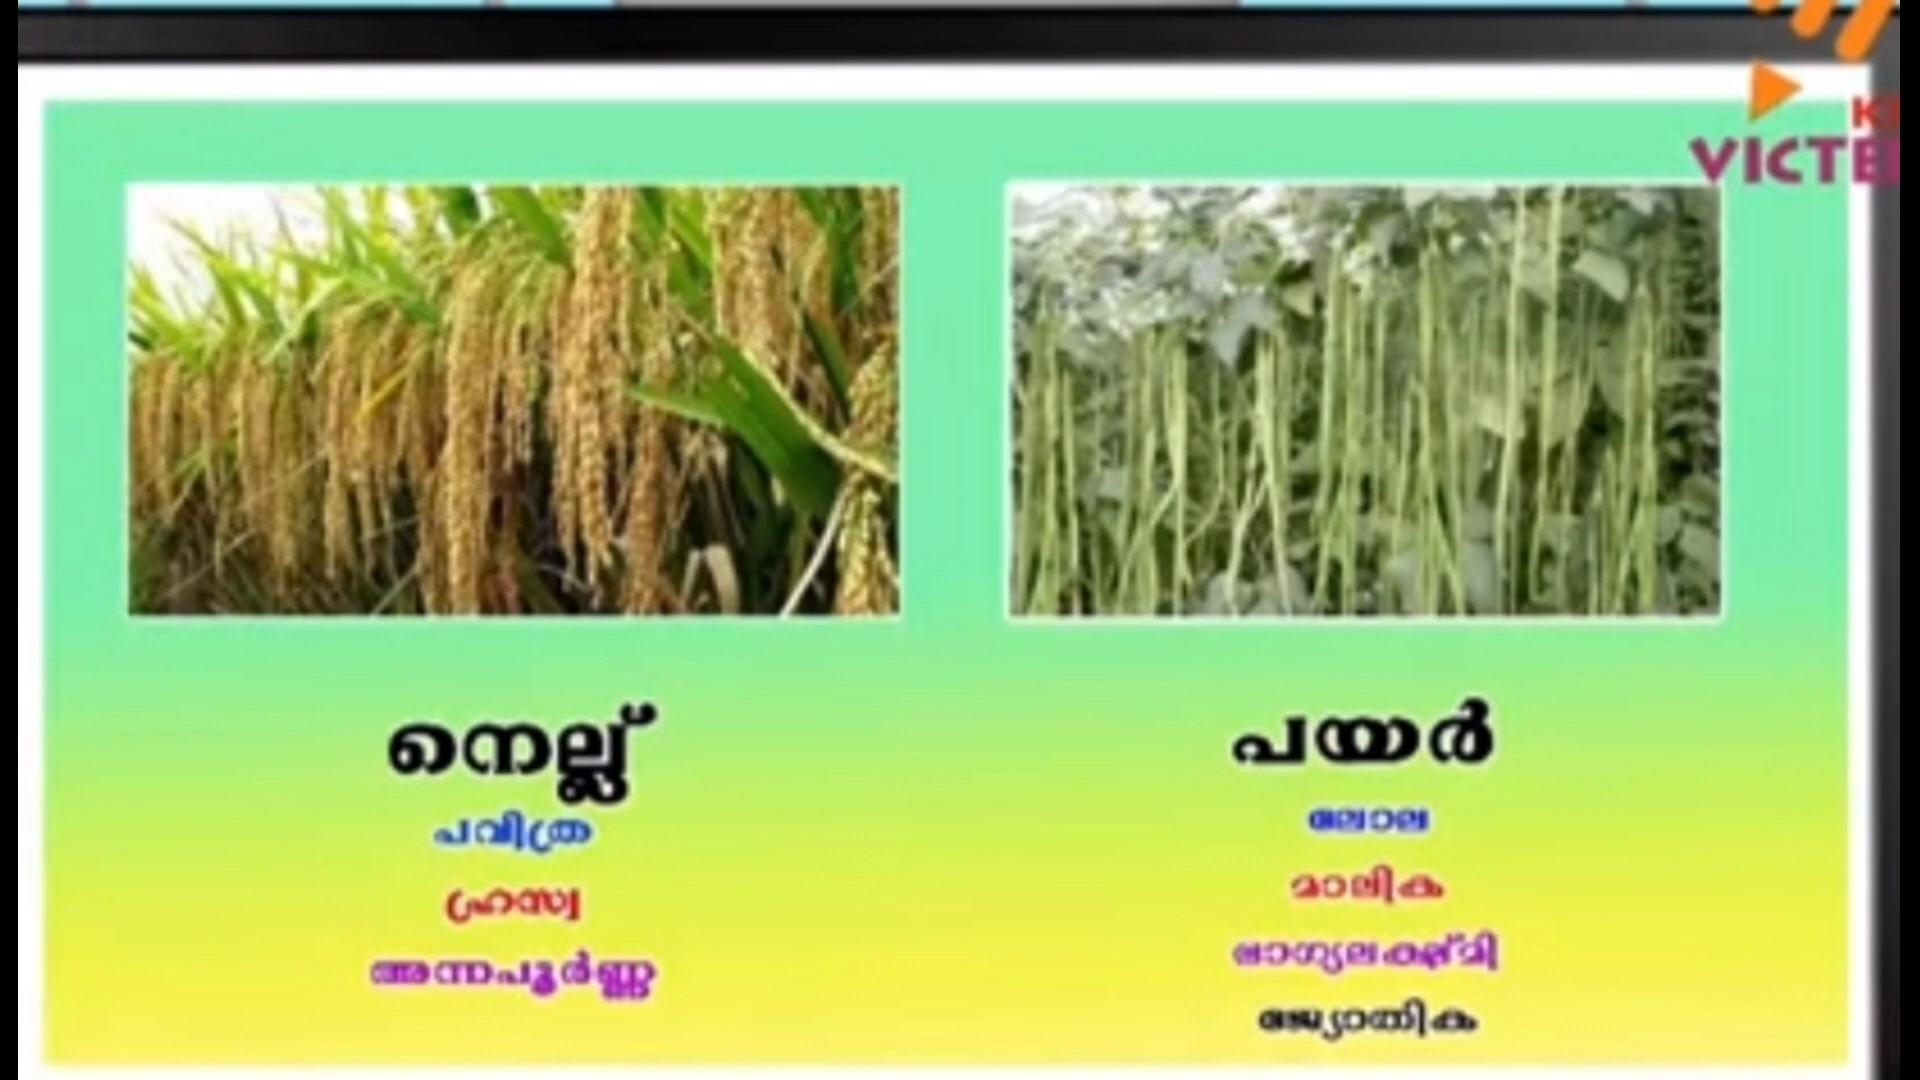 VICTE
നെല്ല്
പവിത്ര
ഹ്രസ്വ
അന്നപൂർണ്ണ
പയർ
ലോല
മാലിക
ഭാഗ്യലക്ഷ്മി
ജ്യോതിക